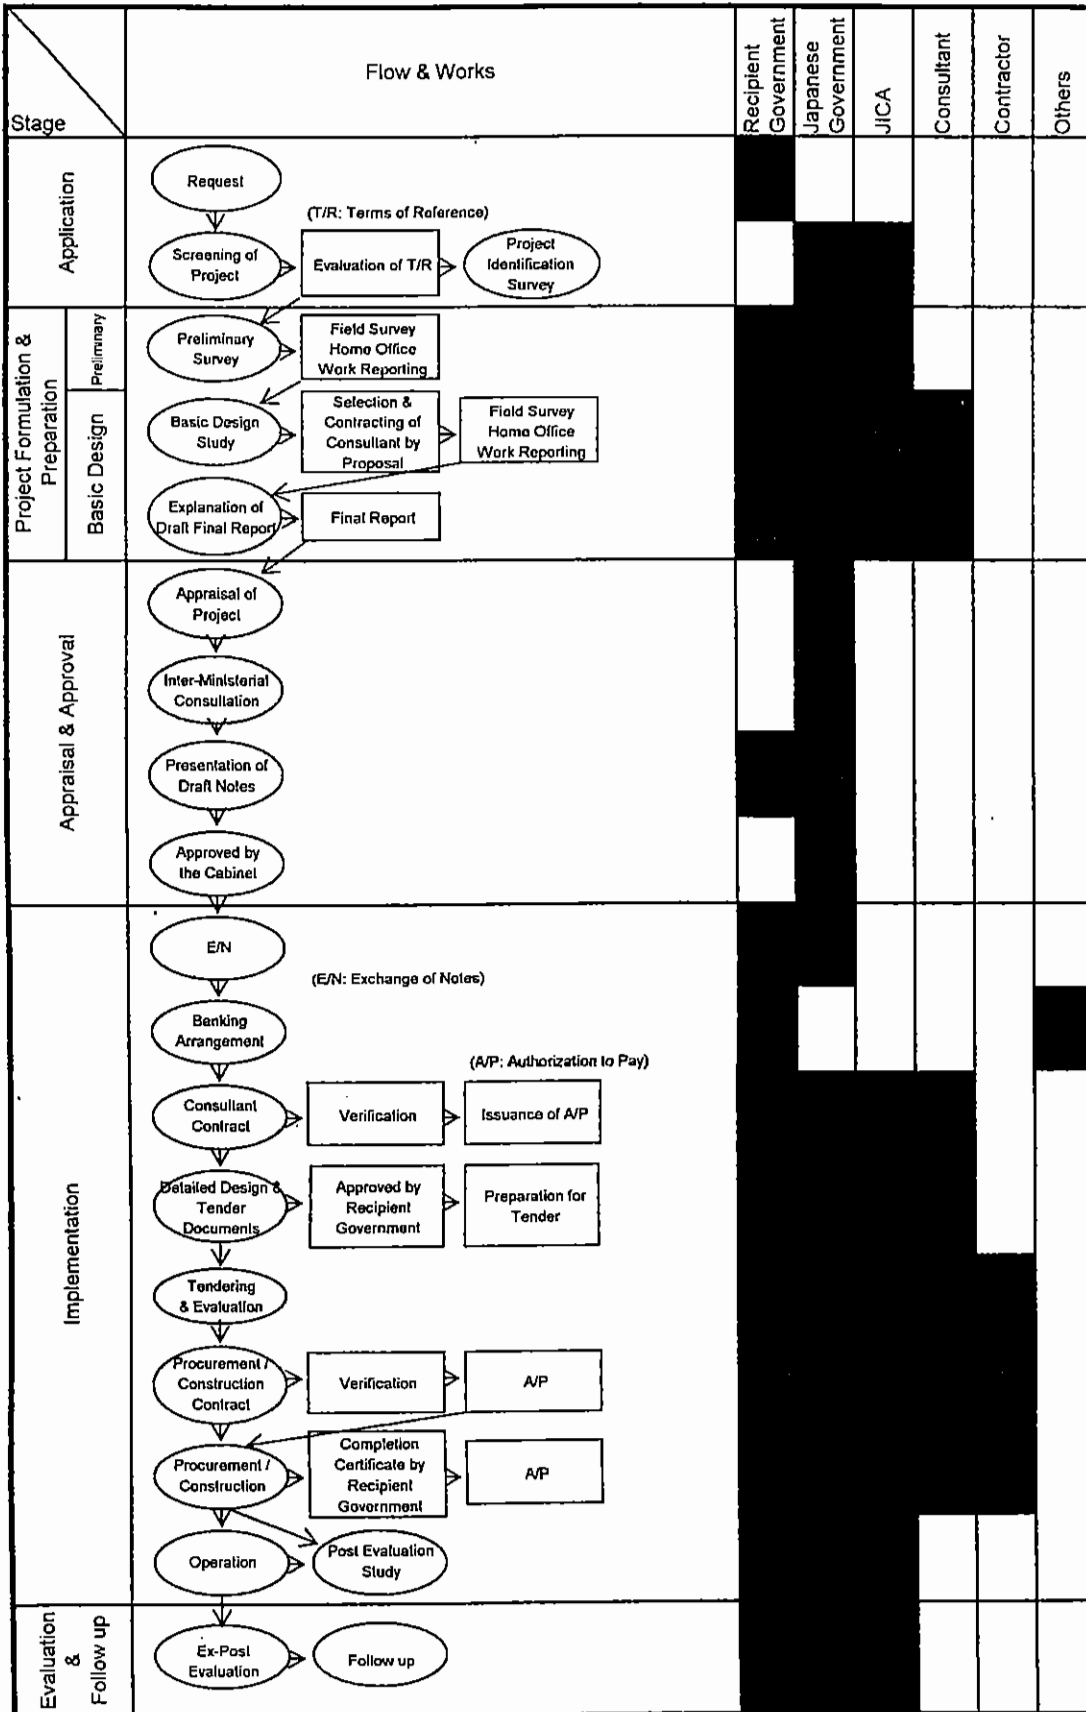 Stage
Flow & Works
Recipient
Government
Japanese
Government
JICA
Consultant
Contractor
Others
Application
Request
(T/R: Terms of Reference)
Screening of
Project
Evaluation of T/R
Project
Identification
Survey
Project Formulation &
Preparation
Preliminary
Preliminary
Survey
Field Survey
Home Office
Work Reporting
Basic Design
Basic Design
Study
Selection &
Contracting of
Consultant by
Proposal
Field Survey
Home Office
Work Reporting
Explanation of
Draft Final Report
Final Report
Appraisal & Approval
Appraisal of
Project
Inter-Ministerial
Consultation
Presentation of
Draft Notes
Approved by
the Cabinet
Implementation
E/N
(E/N: Exchange of Notes)
Banking
Arrangement
(A/P: Authorization to Pay)
Consultant
Contract
Verification
Issuance of A/P
Detailed Design &
Tender
Documents
Approved by
Recipient
Government
Preparation for
Tender
Tendering
& Evaluation
Procurement /
Construction
Contract
Verification
A/P
Procurement /
Construction
Completion
Certificate by
Recipient
Government
A/P
Operation
Post Evaluation
Study
Evaluation
&
Follow up
Ex-Post
Evaluation
Follow up